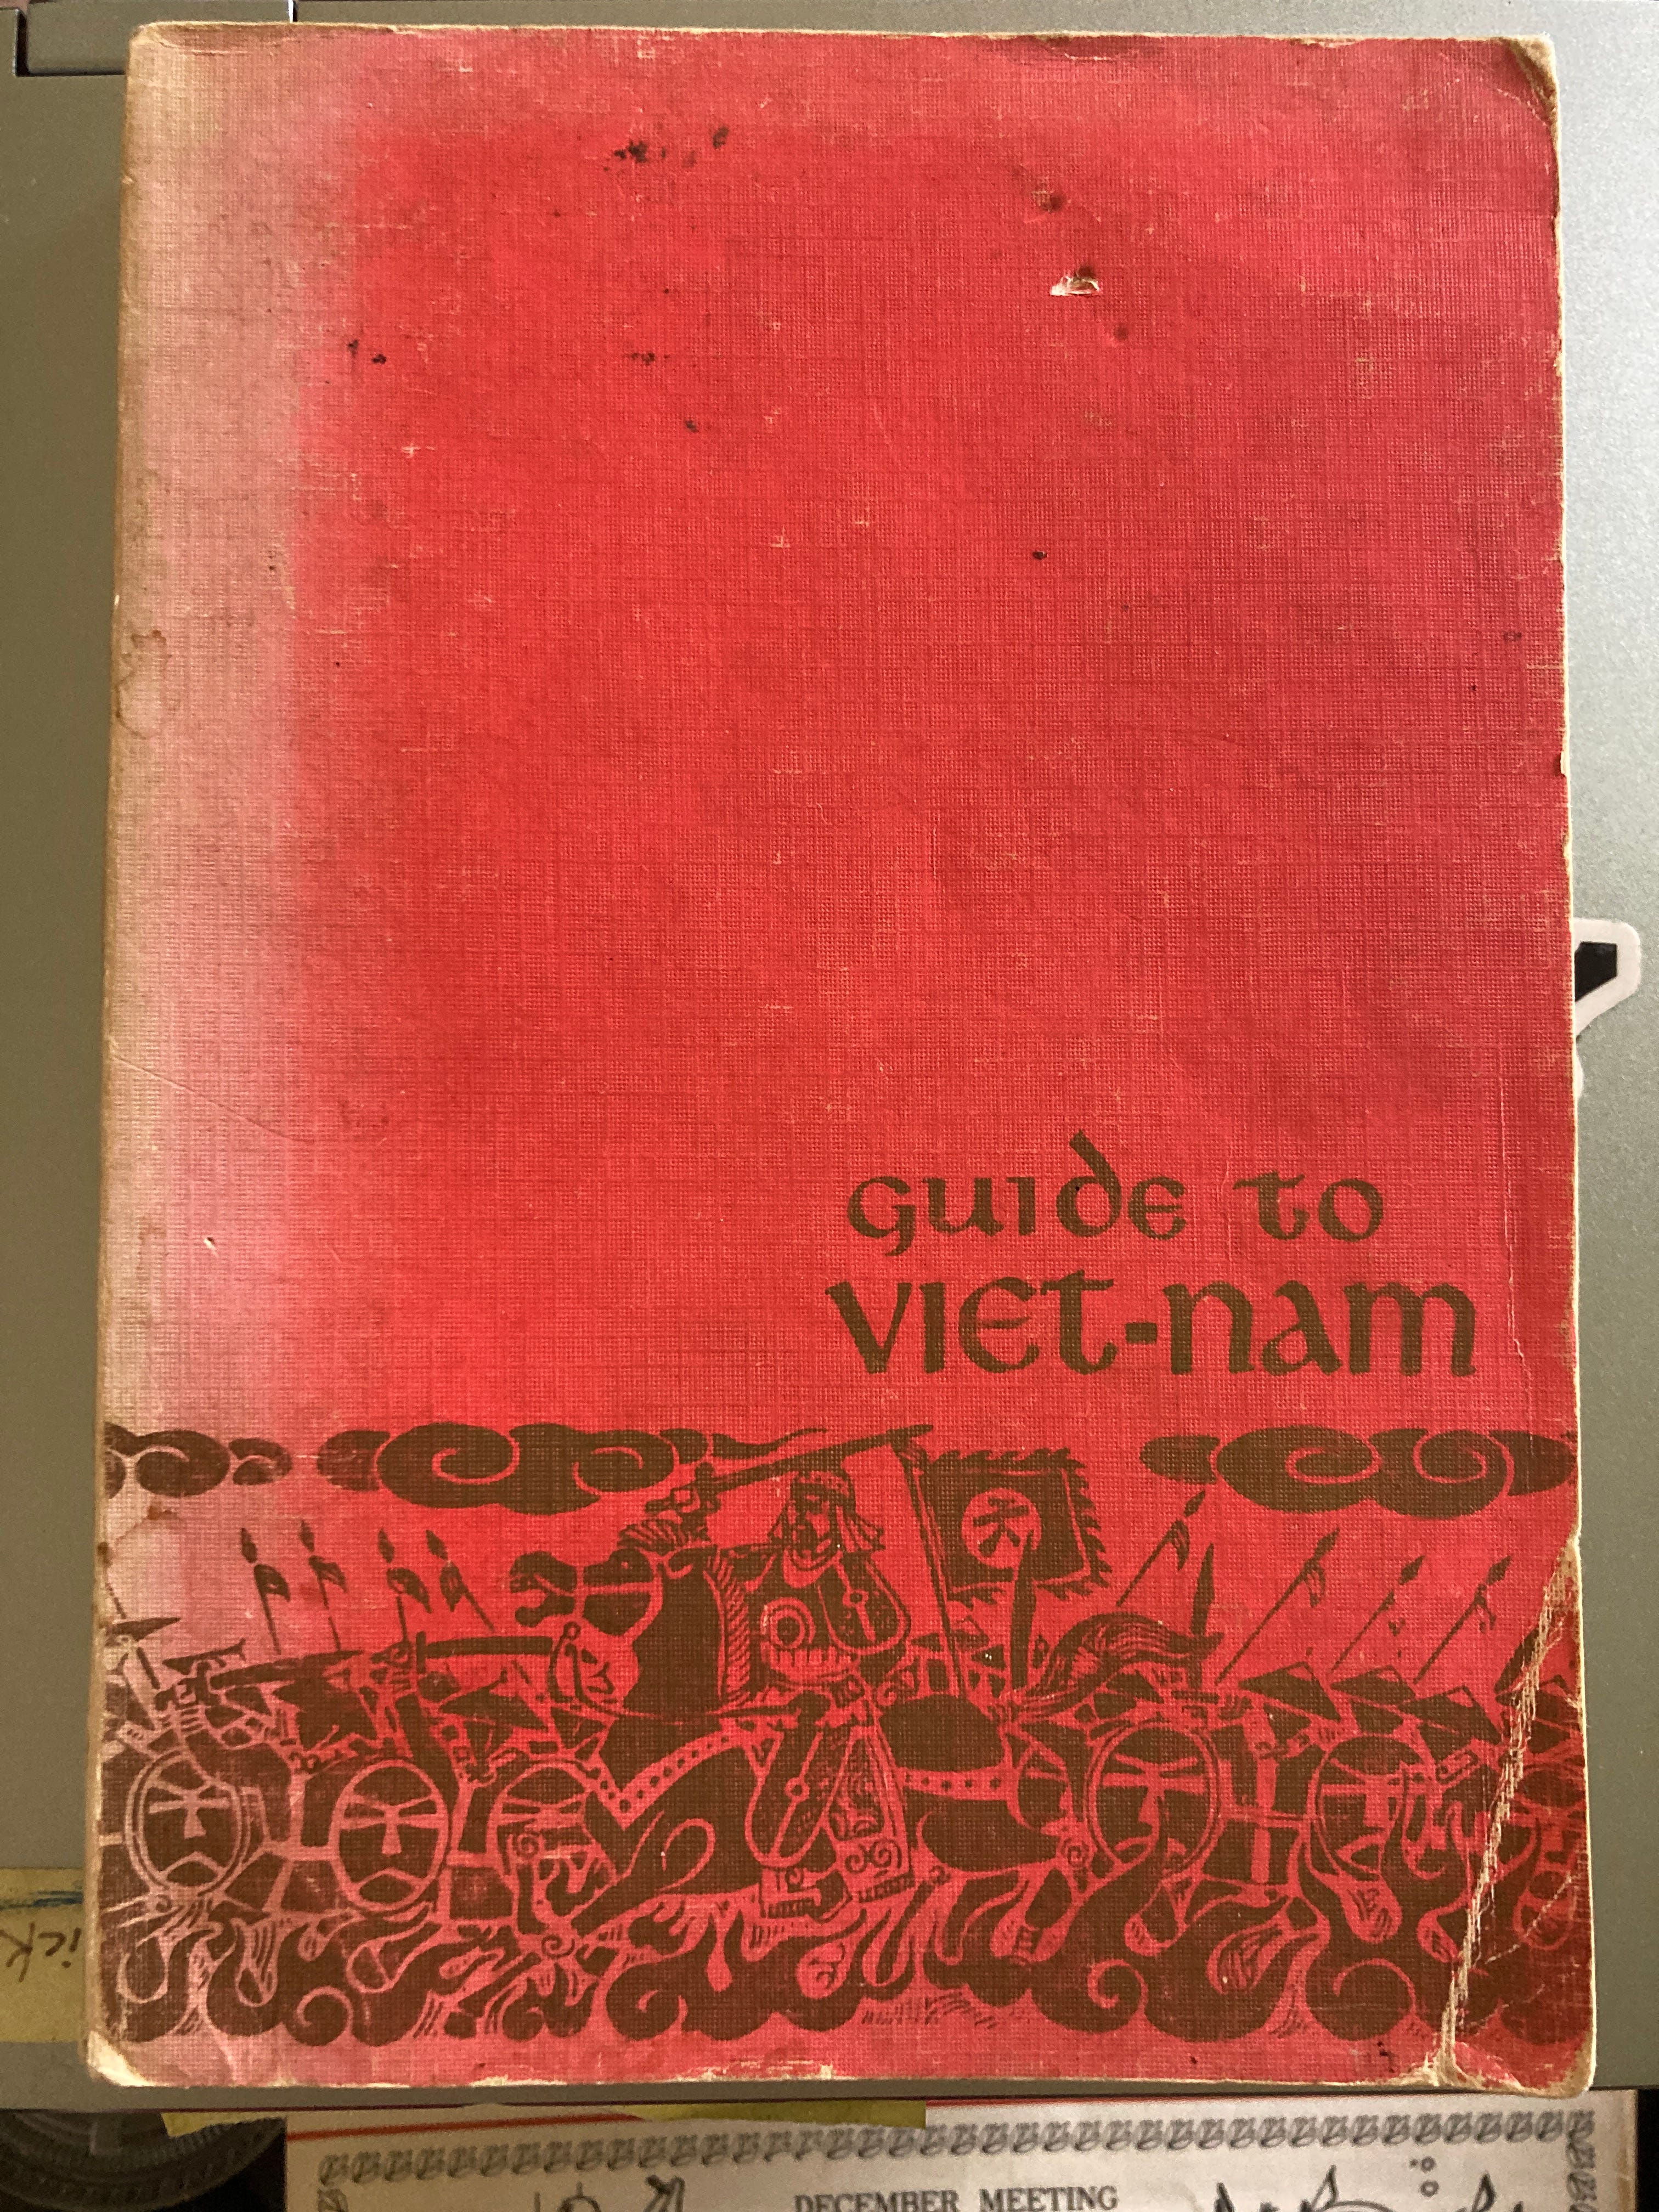 Guide to
Viet-Nam
DECEMBER MEETING